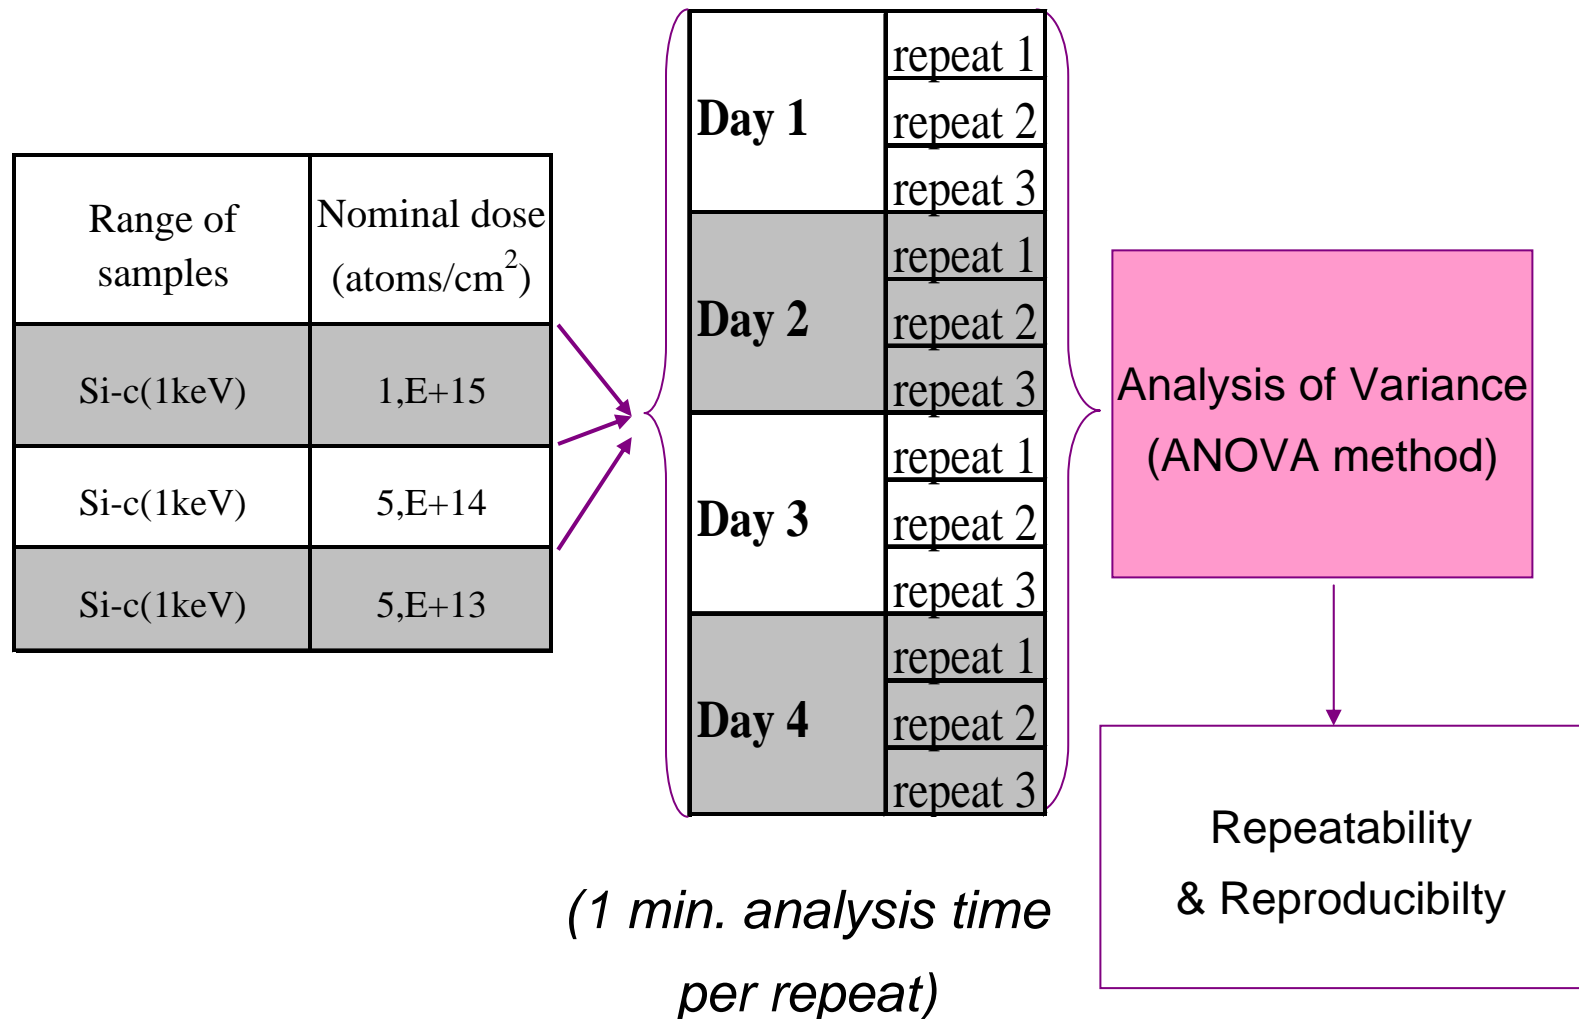 Range of
samples
Nominal dose
(atoms/cm²)
Si-c(1keV)
1,E+15
Si-c(1keV)
5,E+14
Si-c(1keV)
5,E+13
Day 1
repeat 1
repeat 2
repeat 3
Day 2
repeat 1
repeat 2
repeat 3
Day 3
repeat 1
repeat 2
repeat 3
Day 4
repeat 1
repeat 2
repeat 3
(1 min. analysis time
per repeat)
Analysis of Variance
(ANOVA method)
Repeatability
& Reproducibilty